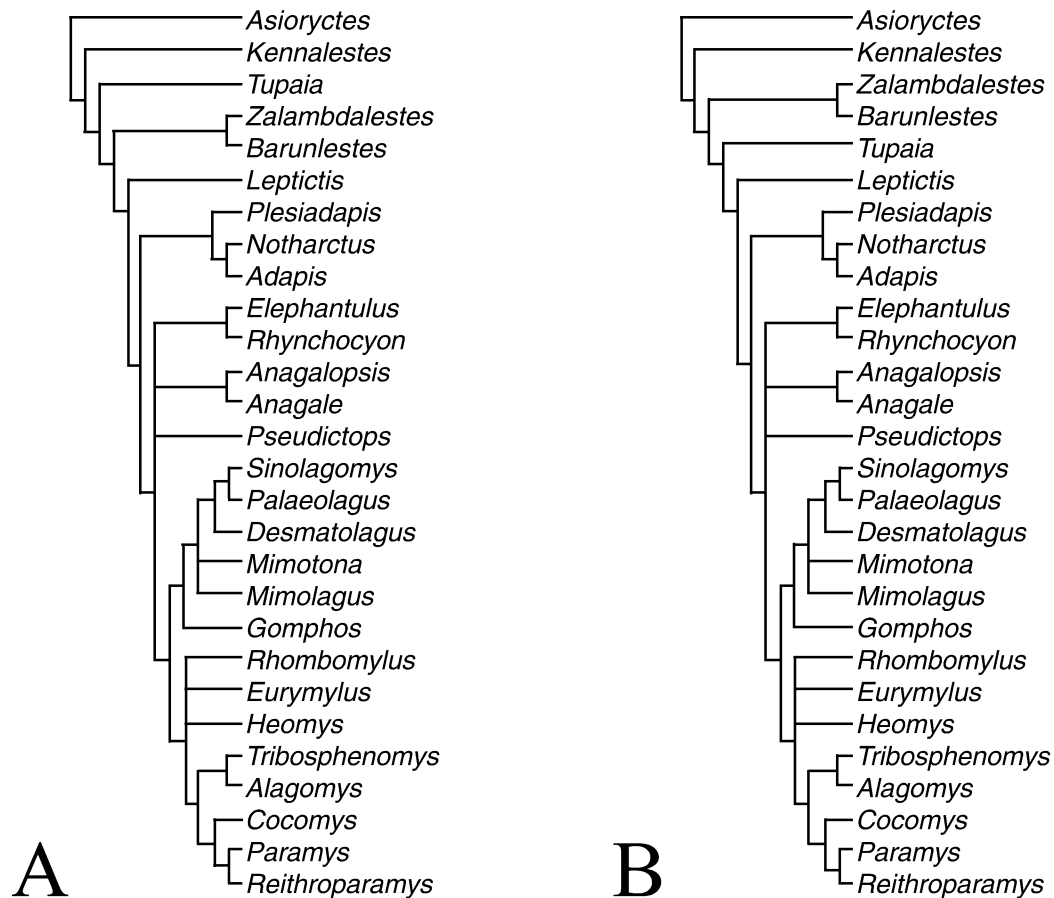 Asioryctes
Kennalestes
Tupaia
Zalambdalestes
Barunlestes
Leptictis
Plesiadapis
Notharctus
Adapis
Elephantulus
Rhynchocyon
Anagalopsis
Anagale
Pseudictops
Sinolagomys
Palaeolagus
Desmatolagus
Mimotona
Mimolagus
Gomphos
Rhombomylus
Eurymylus
Heomys
Tribosphenomys
Alagomys
Cocomys
Paramys
Reithroparamys
A
Asioryctes
Kennalestes
Zalambdalestes
Barunlestes
Tupaia
Leptictis
Plesiadapis
Notharctus
Adapis
Elephantulus
Rhynchocyon
Anagalopsis
Anagale
Pseudictops
Sinolagomys
Palaeolagus
Desmatolagus
Mimotona
Mimolagus
Gomphos
Rhombomylus
Eurymylus
Heomys
Tribosphenomys
Alagomys
Cocomys
Paramys
Reithroparamys
B